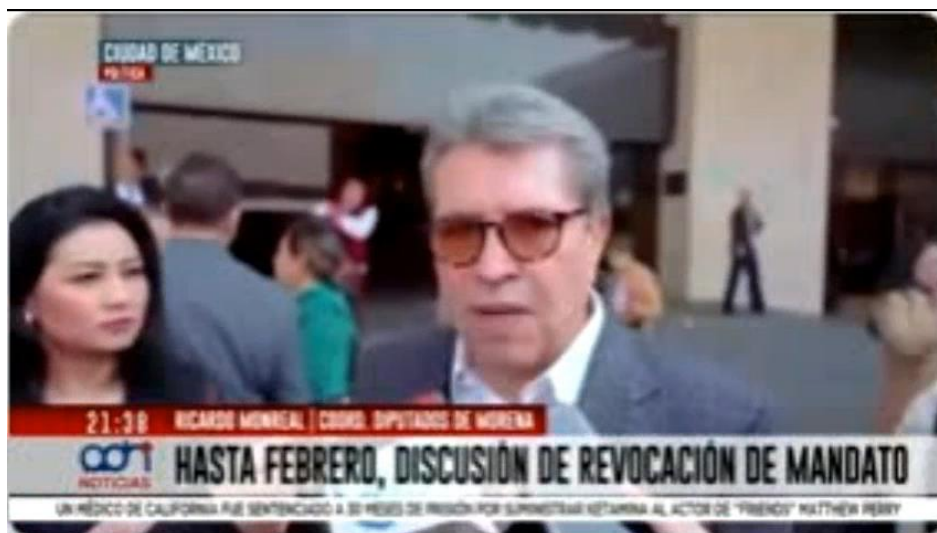 CIUDAD DE MÉXICO
POLÍTICA
21:38 RICARDO MONREAL | COORD. DIPUTADOS DE MORENA
adn NOTICIAS
HASTA FEBRERO, DISCUSIÓN DE REVOCACIÓN DE MANDATO
UN MÉDICO DE CALIFORNIA FUE SENTENCIADO A 30 MESES DE PRISIÓN POR SUMINISTRAR KETAMINA AL ACTOR DE "FRIENDS" MATTHEW PERRY